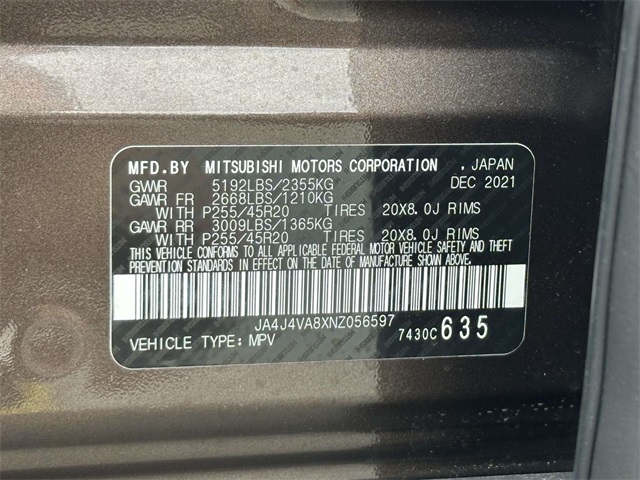 MFD.BY MITSUBISHI MOTORS CORPORATION , JAPAN
GVWR 5192LBS/2355KG DEC 2021
GAWR FR 2668LBS/1210KG
WITH P255/45R20 TIRES 20X8.0J RIMS
GAWR RR 3009LBS/1365KG
WITH P255/45R20 TIRES 20X8.0J RIMS
THIS VEHICLE CONFORMS TO ALL APPLICABLE FEDERAL MOTOR VEHICLE SAFETY AND THEFT
PREVENTION STANDARDS IN EFFECT ON THE DATE OF MANUFACTURE SHOWN ABOVE.
JA4J4VA8XNZ056597
VEHICLE TYPE: MPV 7430C 635